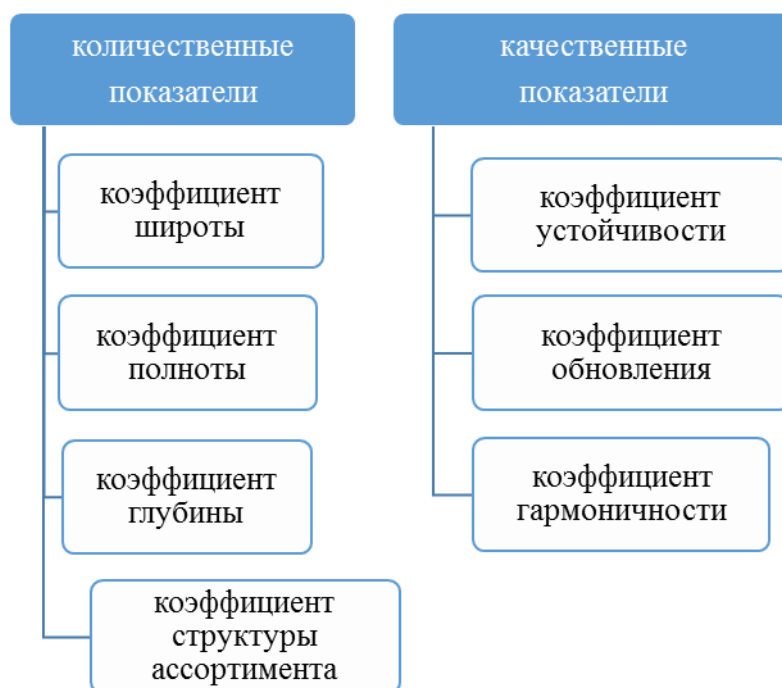 количественные
показатели
коэффициент
широты
коэффициент
полноты
коэффициент
глубины
коэффициент
структуры
ассортимента
качественные
показатели
коэффициент
устойчивости
коэффициент
обновления
коэффициент
гармоничности